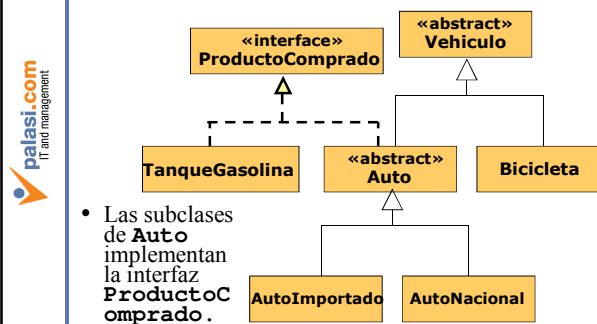 palasi.com
IT and management
«interface»
ProductoComprado
«abstract»
Vehiculo
TanqueGasolina
«abstract»
Auto
Bicicleta
• Las subclases
de Auto
implementan
la interfaz
ProductoC
omprado.
AutoImportado
AutoNacional